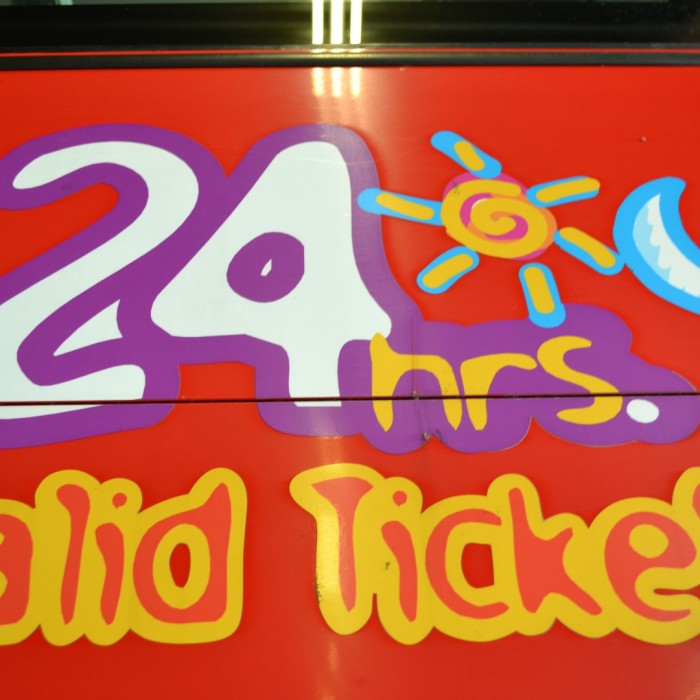 24 hrs.
alid Ticke